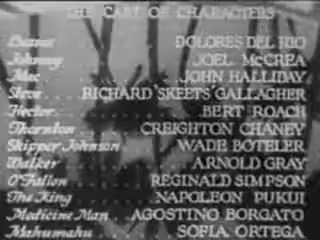 THE CAST OF CHARACTERS
Luana . . . DOLORES DEL RIO
Johnny . . . JOEL McCREA
Mac . . . JOHN HALLIDAY
Skeets . . . RICHARD "SKEETS" GALLAGHER
Hector . . . BERT ROACH
Thornton . . . CREIGHTON CHANEY
Skipper Johnson . . . WADE BOTELER
Walker . . . ARNOLD GRAY
O'Fallon . . . REGINALD SIMPSON
The King . . . NAPOLEON PUKUI
Medicine Man . . . AGOSTINO BORGATO
Mahumahu . . . SOFIA ORTEGA